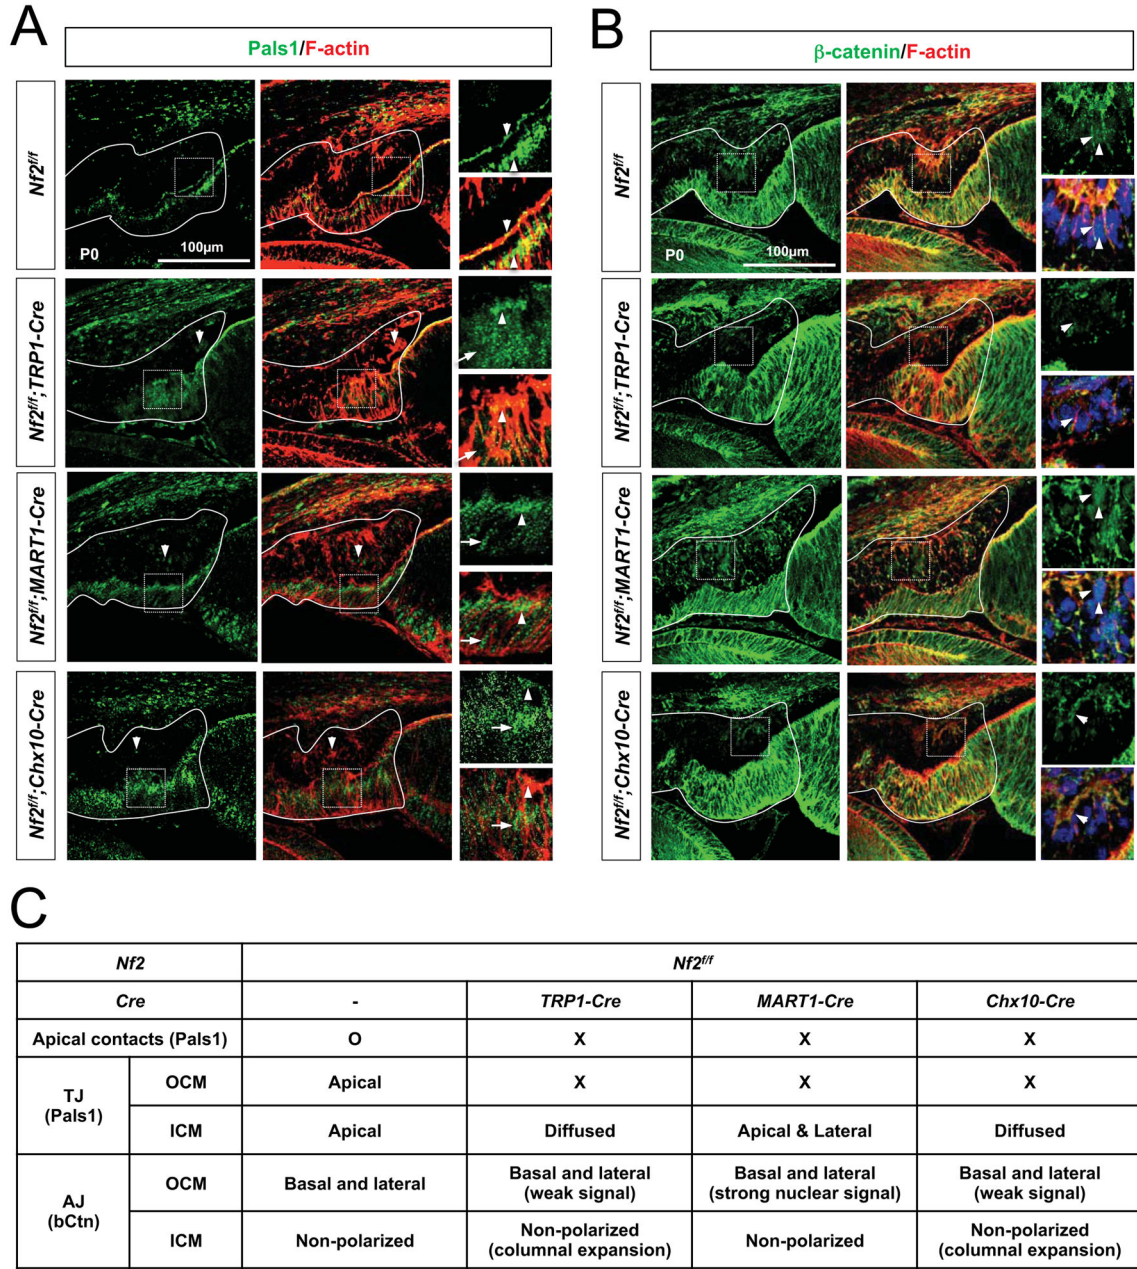 A
Pals1/F-actin
Nf2f/f
P0
100µm
Nf2f/f;TRP1-Cre
Nf2f/f;MART1-Cre
Nf2f/f;Chx10-Cre
B
β-catenin/F-actin
Nf2f/f
P0
100µm
Nf2f/f;TRP1-Cre
Nf2f/f;MART1-Cre
Nf2f/f;Chx10-Cre
C
Nf2 Nf2f/f
Cre - TRP1-Cre MART1-Cre Chx10-Cre
Apical contacts (Pals1) O X X X
TJ
(Pals1)
OCM Apical X X X
ICM Apical Diffused Apical & Lateral Diffused
AJ
(bCtn)
OCM Basal and lateral Basal and lateral Basal and lateral Basal and lateral
(weak signal) (strong nuclear signal) (weak signal)
ICM Non-polarized Non-polarized Non-polarized Non-polarized
(columnal expansion) (columnal expansion)